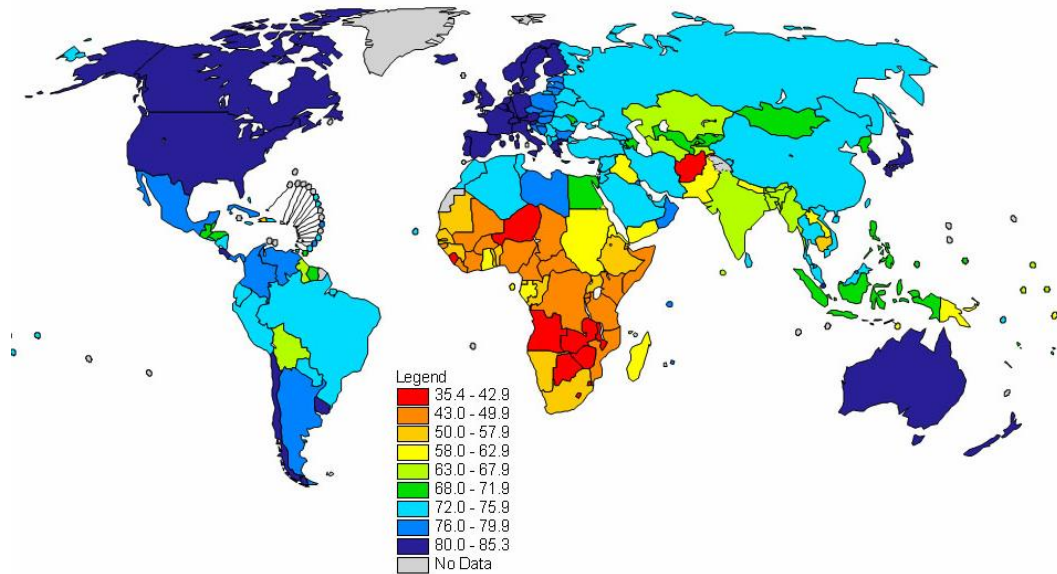 Legend
35.4 - 42.9
43.0 - 49.9
50.0 - 57.9
58.0 - 62.9
63.0 - 67.9
68.0 - 71.9
72.0 - 75.9
76.0 - 79.9
80.0 - 85.3
No Data